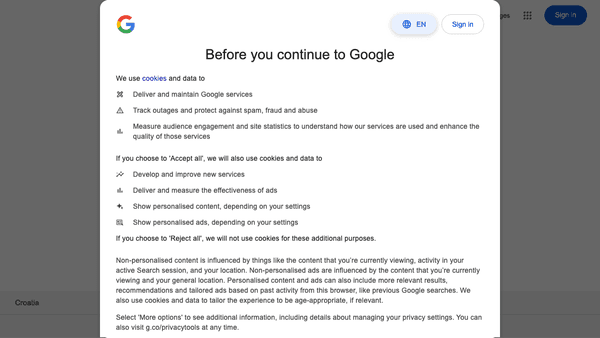 EN
Sign in
ges
Sign in
Before you continue to Google
We use cookies and data to
Deliver and maintain Google services
Track outages and protect against spam, fraud and abuse
Measure audience engagement and site statistics to understand how our services are used and enhance the
quality of those services
If you choose to 'Accept all', we will also use cookies and data to
Develop and improve new services
Deliver and measure the effectiveness of ads
Show personalised content, depending on your settings
Show personalised ads, depending on your settings
If you choose to 'Reject all', we will not use cookies for these additional purposes.
Non-personalised content is influenced by things like the content that you're currently viewing, activity in your
active Search session, and your location. Non-personalised ads are influenced by the content that you're currently
viewing and your general location. Personalised content and ads can also include more relevant results,
recommendations and tailored ads based on past activity from this browser, like previous Google searches. We
also use cookies and data to tailor the experience to be age-appropriate, if relevant.
Select 'More options' to see additional information, including details about managing your privacy settings. You can
also visit g.co/privacytools at any time.
Croatia